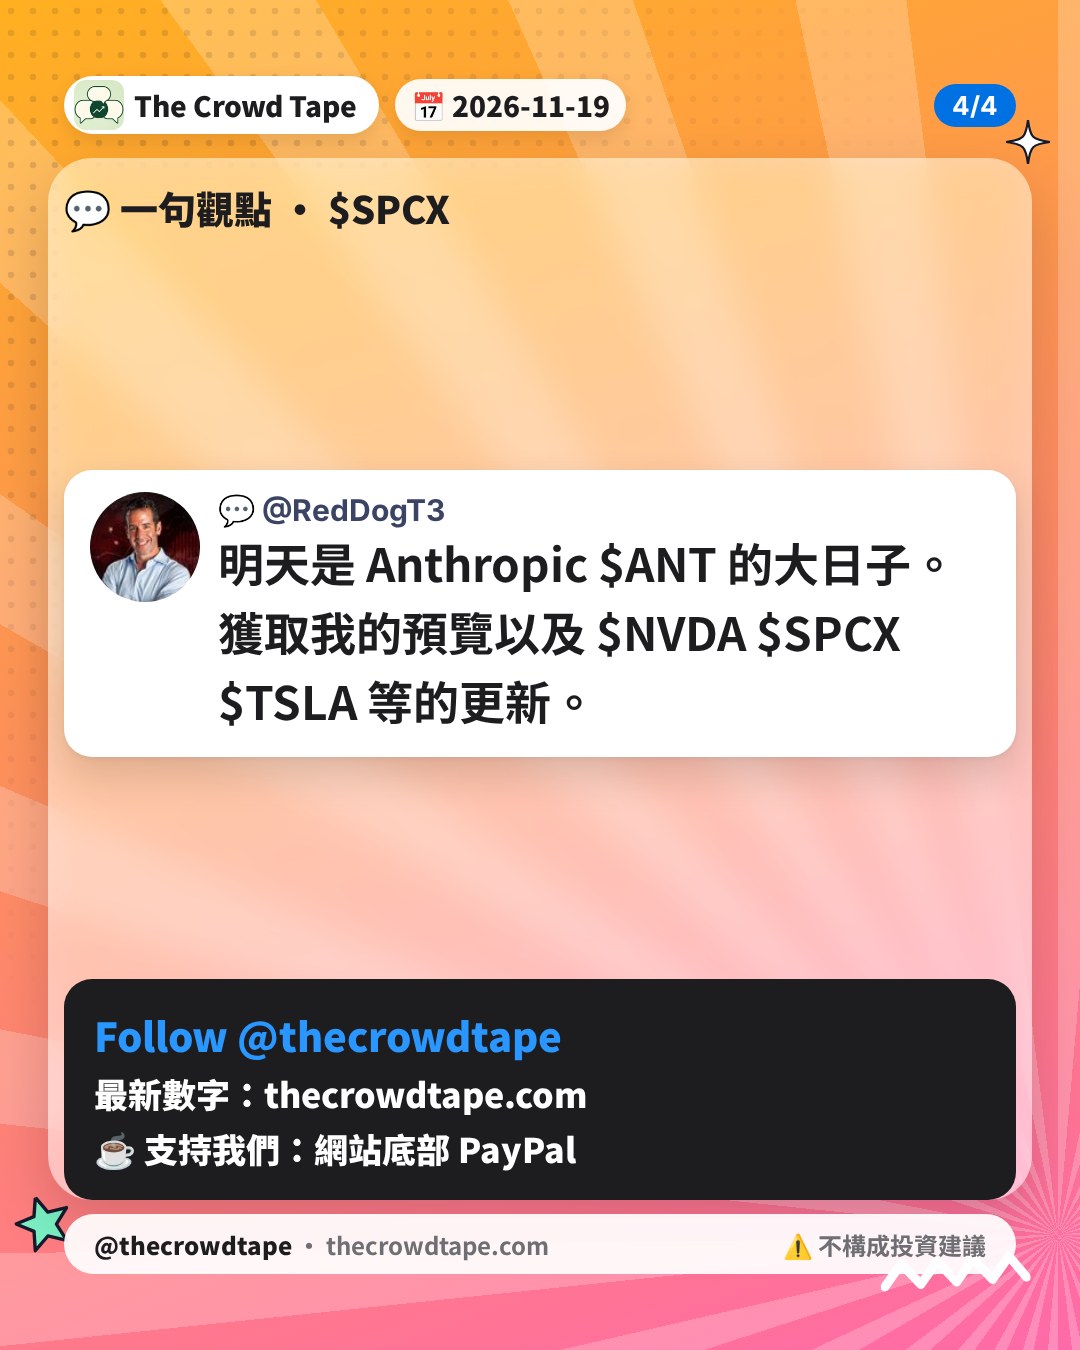 The Crowd Tape
📅 2026-11-19
4/4
💬 一句觀點 · $SPCX
💬 @RedDogT3
明天是 Anthropic $ANT 的大日子。
獲取我的預覽以及 $NVDA $SPCX
$TSLA 等的更新。
Follow @thecrowdtape
最新數字：thecrowdtape.com
☕ 支持我們：網站底部 PayPal
@thecrowdtape · thecrowdtape.com
⚠️ 不構成投資建議